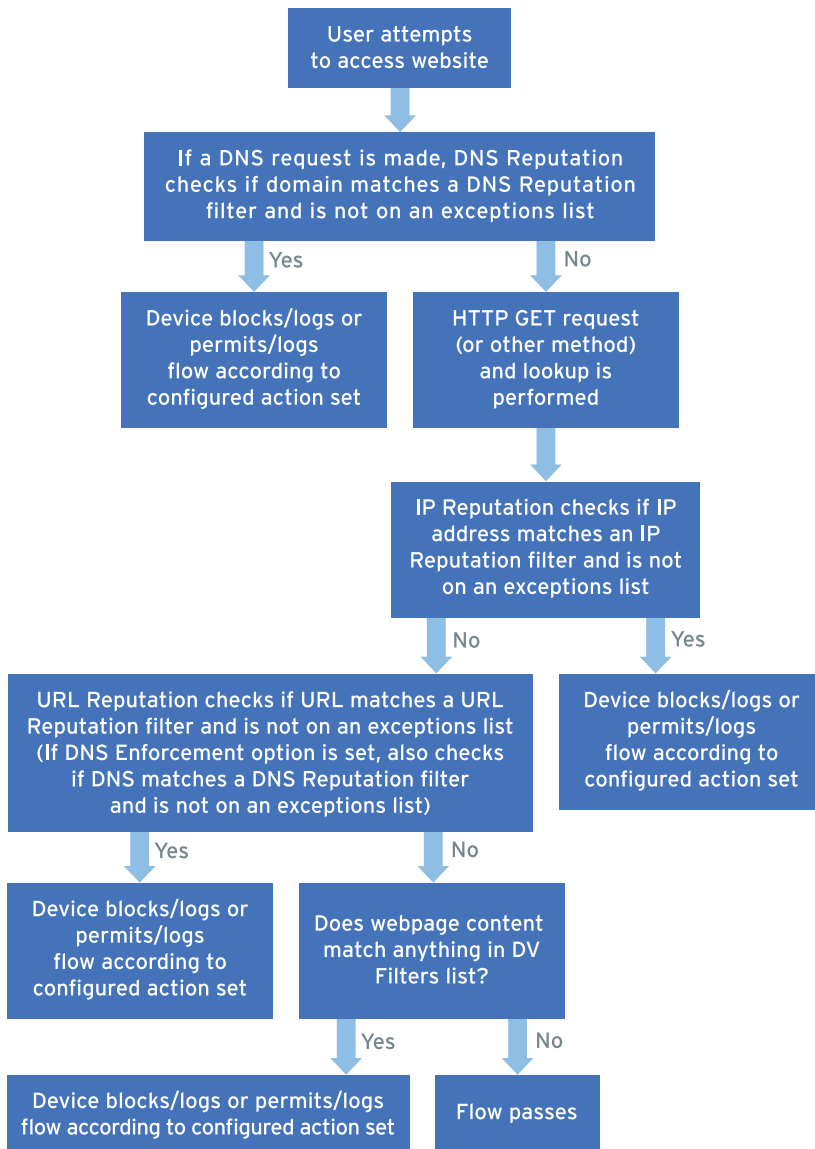 User attempts
to access website
If a DNS request is made, DNS Reputation
checks if domain matches a DNS Reputation
filter and is not on an exceptions list
Yes
No
Device blocks/logs or
permits/logs
flow according to
configured action set
HTTP GET request
(or other method)
and lookup is
performed
IP Reputation checks if IP
address matches an IP
Reputation filter and is not
on an exceptions list
No
Yes
URL Reputation checks if URL matches a URL
Reputation filter and is not on an exceptions list
(If DNS Enforcement option is set, also checks
if DNS matches a DNS Reputation filter
and is not on an exceptions list)
Device blocks/logs or
permits/logs
flow according to
configured action set
Yes
No
Device blocks/logs or
permits/logs
flow according to
configured action set
Does webpage content
match anything in DV
Filters list?
Yes
No
Device blocks/logs or permits/logs
flow according to configured action set
Flow passes